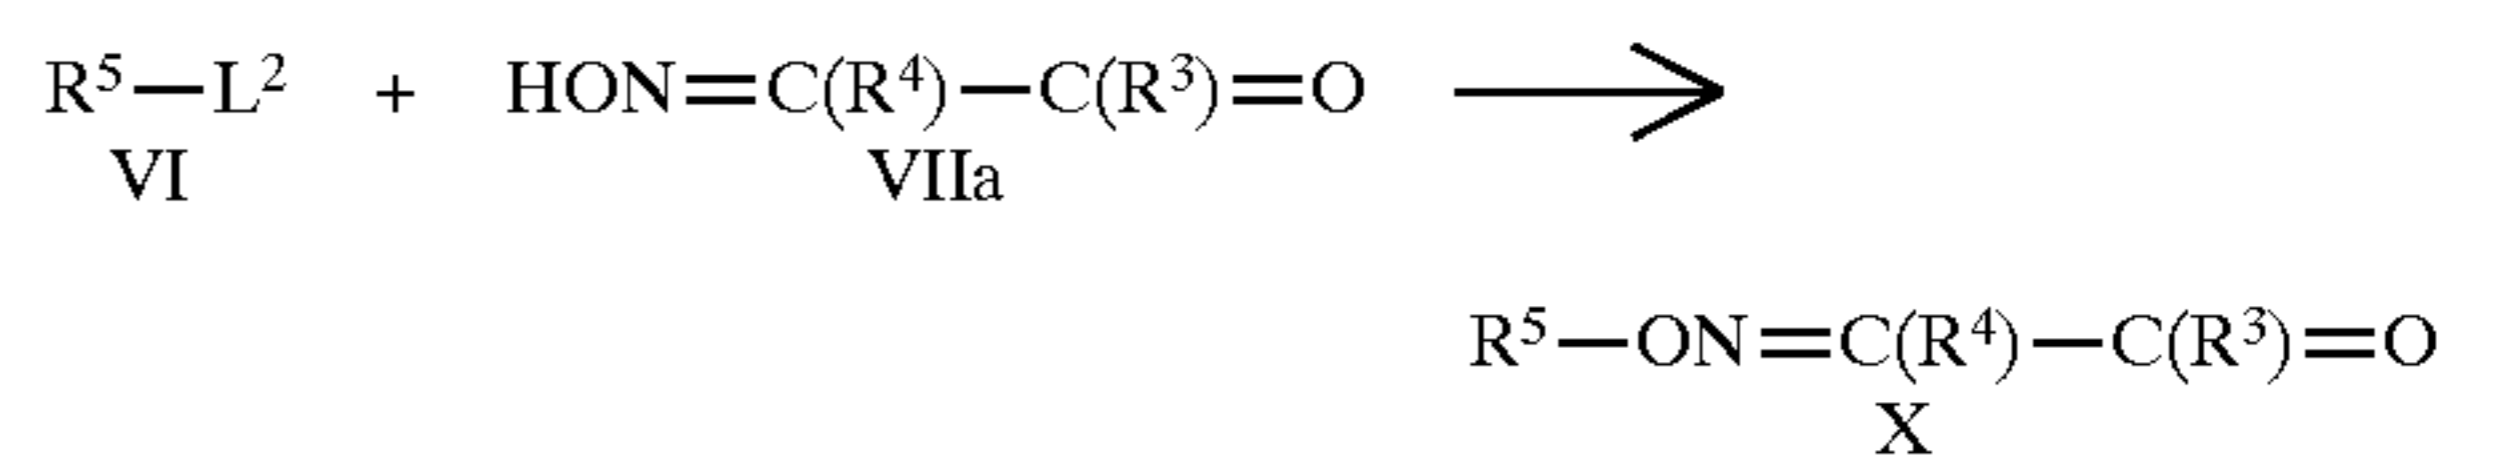 R⁵—L² + HON=C(R⁴)—C(R³)=O →
VI VIIa
R⁵—ON=C(R⁴)—C(R³)=O
X